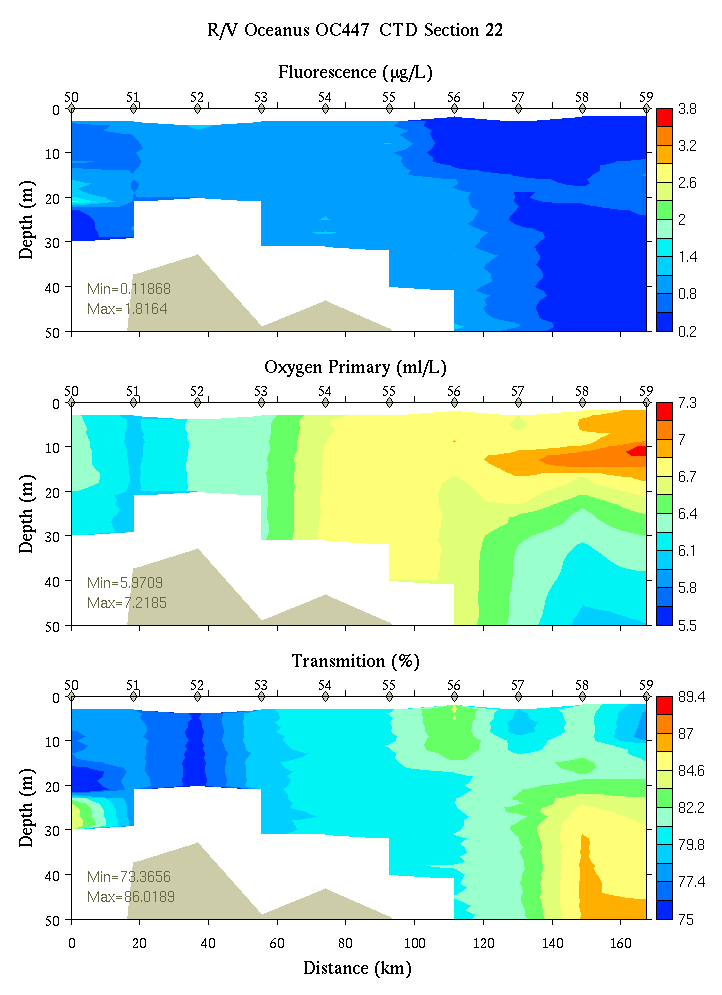 R/V Oceanus OC447 CTD Section 22
Fluorescence (µg/L)
50 51 52 53 54 55 56 57 58 59
0
10
20
30
40
50
Depth (m)
Min=0.11868
Max=1.8164
3.8
3.2
2.6
2
1.4
0.8
0.2
Oxygen Primary (ml/L)
50 51 52 53 54 55 56 57 58 59
0
10
20
30
40
50
Depth (m)
Min=5.9709
Max=7.2185
7.3
7
6.7
6.4
6.1
5.8
5.5
Transmition (%)
50 51 52 53 54 55 56 57 58 59
0
10
20
30
40
50
Depth (m)
Min=73.3656
Max=86.0189
89.4
87
84.6
82.2
79.8
77.4
75
0 20 40 60 80 100 120 140 160
Distance (km)